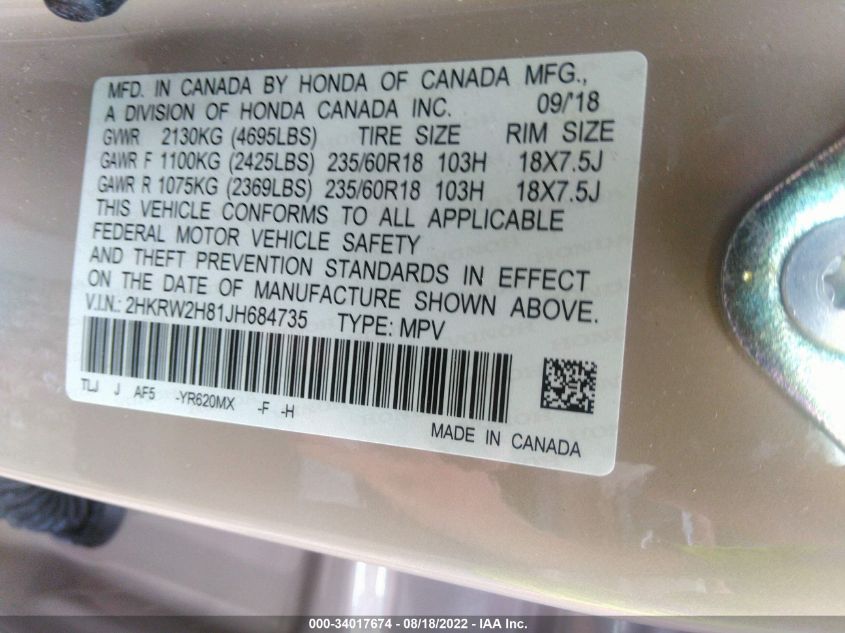 MFD. IN CANADA BY HONDA OF CANADA MFG.,
A DIVISION OF HONDA CANADA INC. 09/'18
GVWR 2130KG (4695LBS) TIRE SIZE RIM SIZE
GAWR F 1100KG (2425LBS) 235/60R18 103H 18X7.5J
GAWR R 1075KG (2369LBS) 235/60R18 103H 18X7.5J
THIS VEHICLE CONFORMS TO ALL APPLICABLE
FEDERAL MOTOR VEHICLE SAFETY
AND THEFT PREVENTION STANDARDS IN EFFECT
ON THE DATE OF MANUFACTURE SHOWN ABOVE.
V.I.N.: 2HKRW2H81JH684735 TYPE: MPV
TLJ J AF5 -YR620MX -F -H
MADE IN CANADA
000-34017674 - 08/18/2022 - IAA Inc.